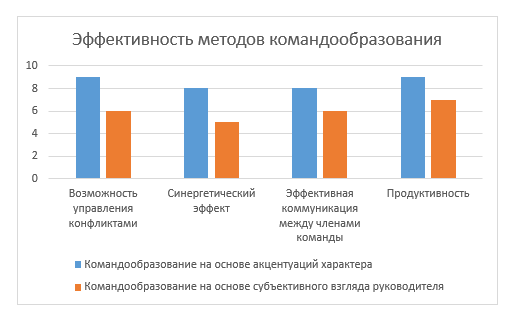 Эффективность методов командообразования
10
8
6
4
2
0
Возможность
управления
конфликтами
Синергетический
эффект
Эффективная
коммуникация
между членами
команды
Продуктивность
Командообразование на основе акцентуаций характера
Командообразование на основе субъективного взгляда руководителя